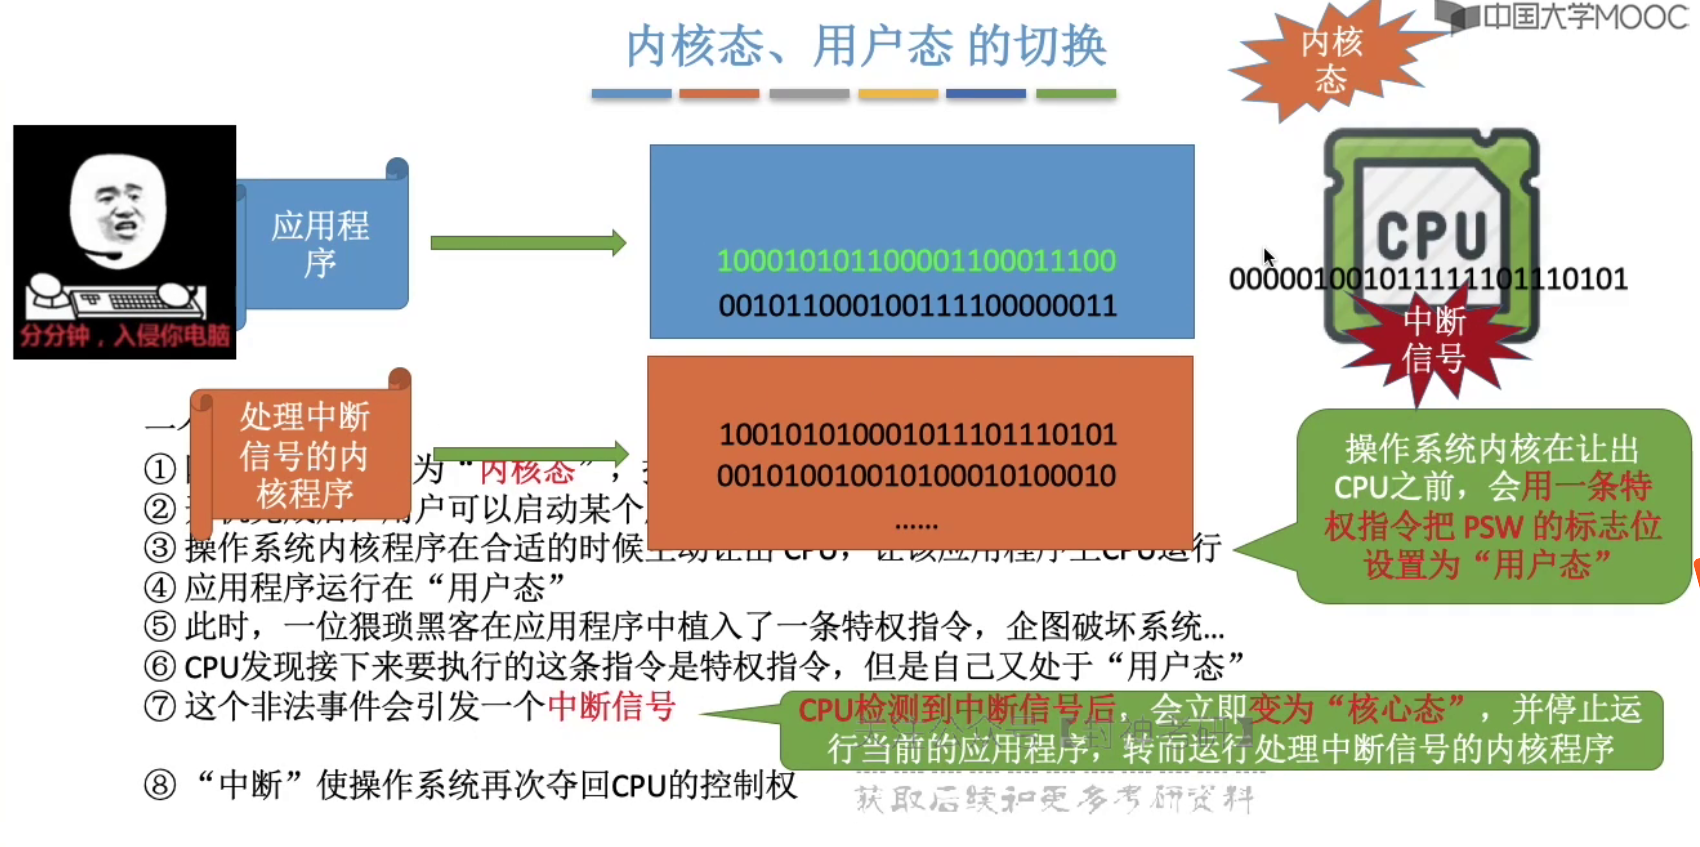 内核态、用户态 的切换
内核
态
中国大学MOOC
分分钟，入侵你电脑
应用程
序
100010101100001100011100
001011000100111100000011
000001001011111101110101
CPU
中断
信号
处理中断
信号的内
核程序
100101010001011101110101
001010010010100010100010
......
① 为“内核态”，
② 户可以启动某个
③ 操作系统内核程序在合适的时候主动让出 CPU，让该应用程序上CPU运行
④ 应用程序运行在“用户态”
⑤ 此时，一位猥琐黑客在应用程序中植入了一条特权指令，企图破坏系统...
⑥ CPU发现接下来要执行的这条指令是特权指令，但是自己又处于“用户态”
⑦ 这个非法事件会引发一个中断信号
⑧ “中断”使操作系统再次夺回CPU的控制权
操作系统内核在让出
CPU之前，会用一条特
权指令把 PSW 的标志位
设置为“用户态”
CPU检测到中断信号后，会立即变为“核心态”，并停止运
行当前的应用程序，转而运行处理中断信号的内核程序
关注公众号【封神考研】
获取后续和更多考研资料